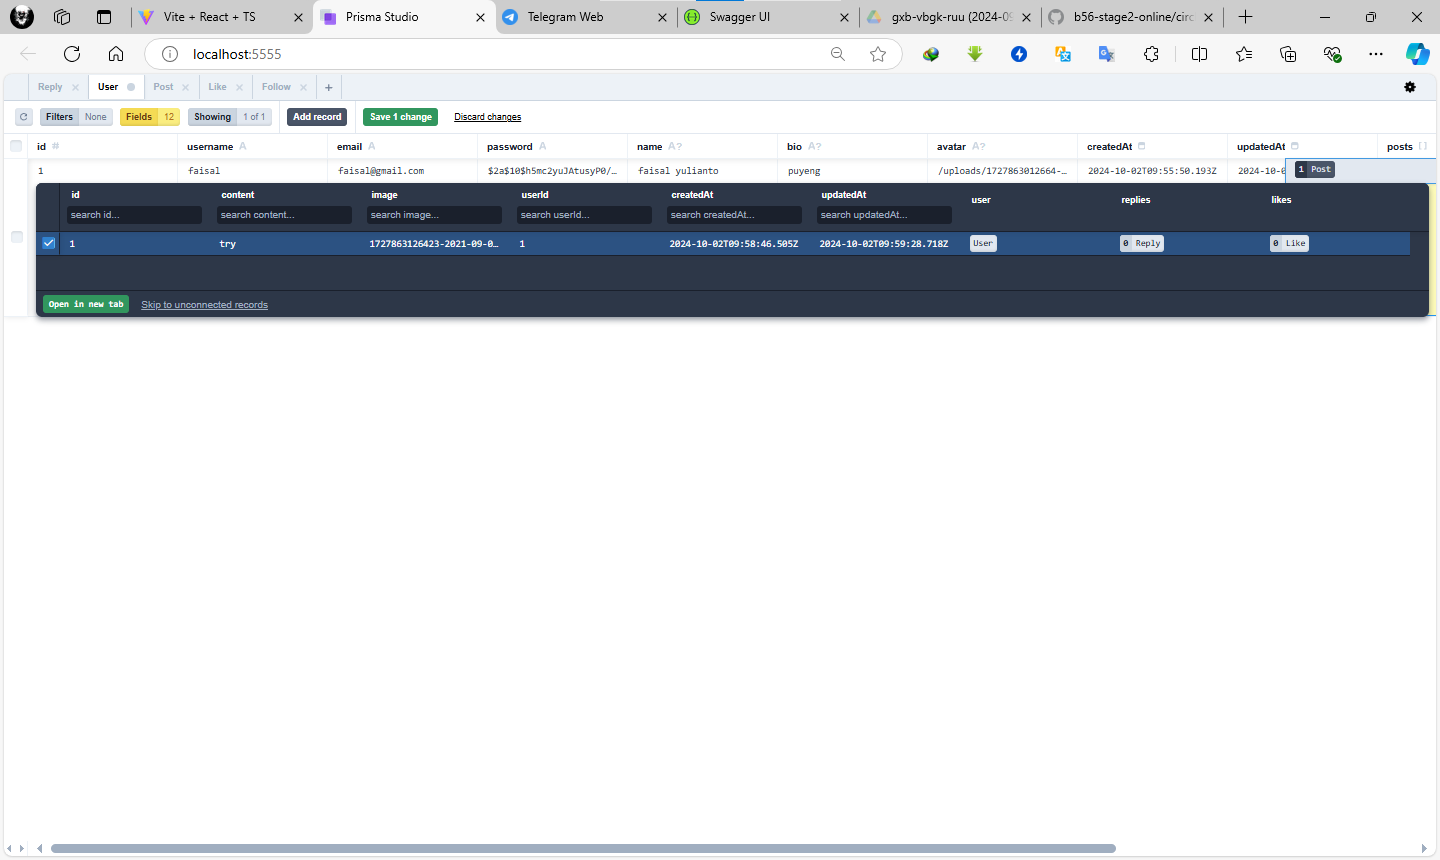 Vite + React + TS
Prisma Studio
Telegram Web
Swagger UI
gxb-vbgk-ruu (2024-09
b56-stage2-online/circ
localhost:5555
Reply
User
Post
Like
Follow
Filters None
Fields 12
Showing 1 of 1
Add record
Save 1 change
Discard changes
id # username A email A password A name A? bio A? avatar A? createdAt updatedAt posts []
1 faisal faisal@gmail.com $2a$10$h5mc2yuJAtusyP0/… faisal yulianto puyeng /uploads/1727863012664-… 2024-10-02T09:55:50.193Z 2024-10-0 1 Post
id content image userId createdAt updatedAt user replies likes
search id... search content... search image... search userId... search createdAt... search updatedAt...
1 try 1727863126423-2021-09-0… 1 2024-10-02T09:58:46.505Z 2024-10-02T09:59:28.718Z User 0 Reply 0 Like
Open in new tab Skip to unconnected records